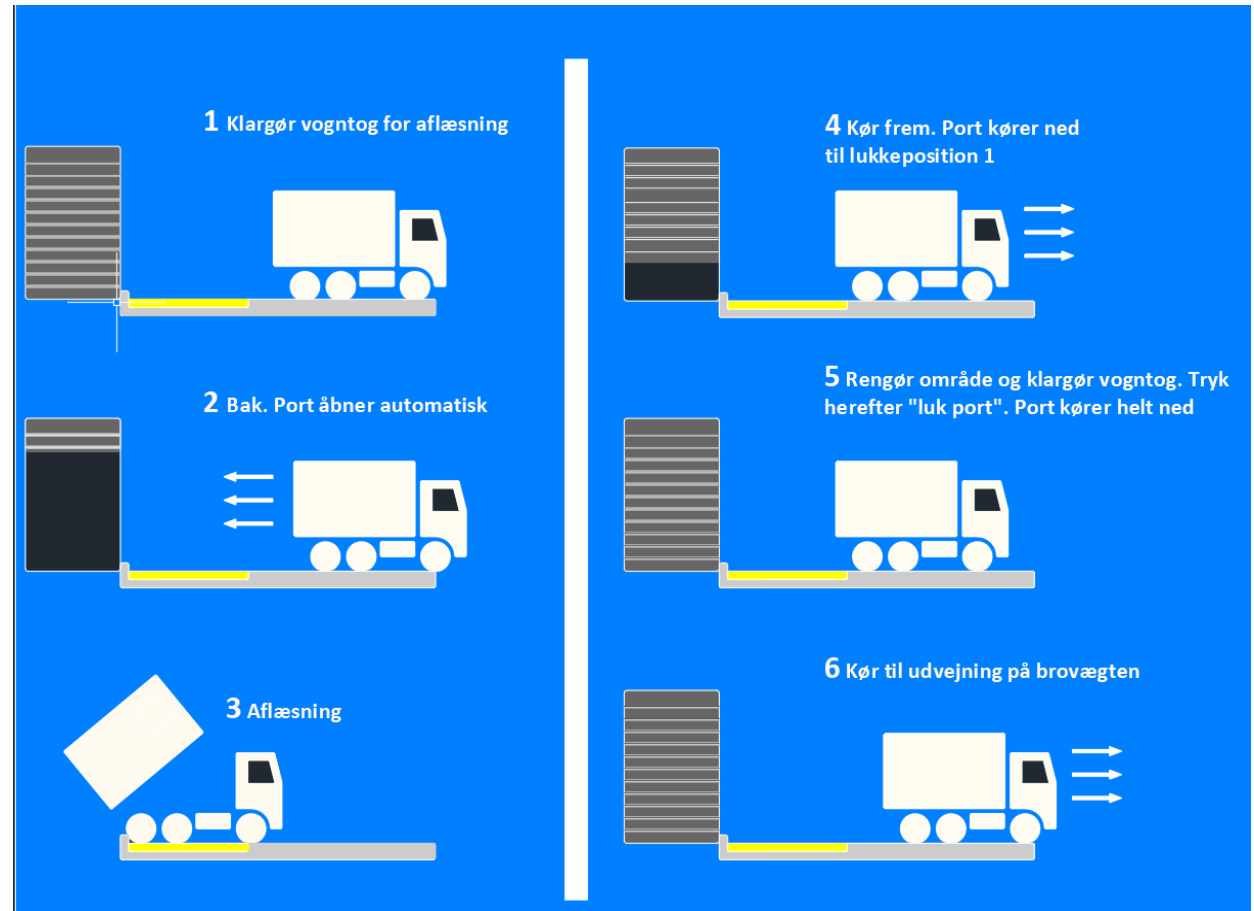 1 Klargør vogntog for aflæsning
2 Bak. Port åbner automatisk
3 Aflæsning
4 Kør frem. Port kører ned
til lukkeposition 1
5 Rengør område og klargør vogntog. Tryk
herefter "luk port". Port kører helt ned
6 Kør til udvejning på brovægten